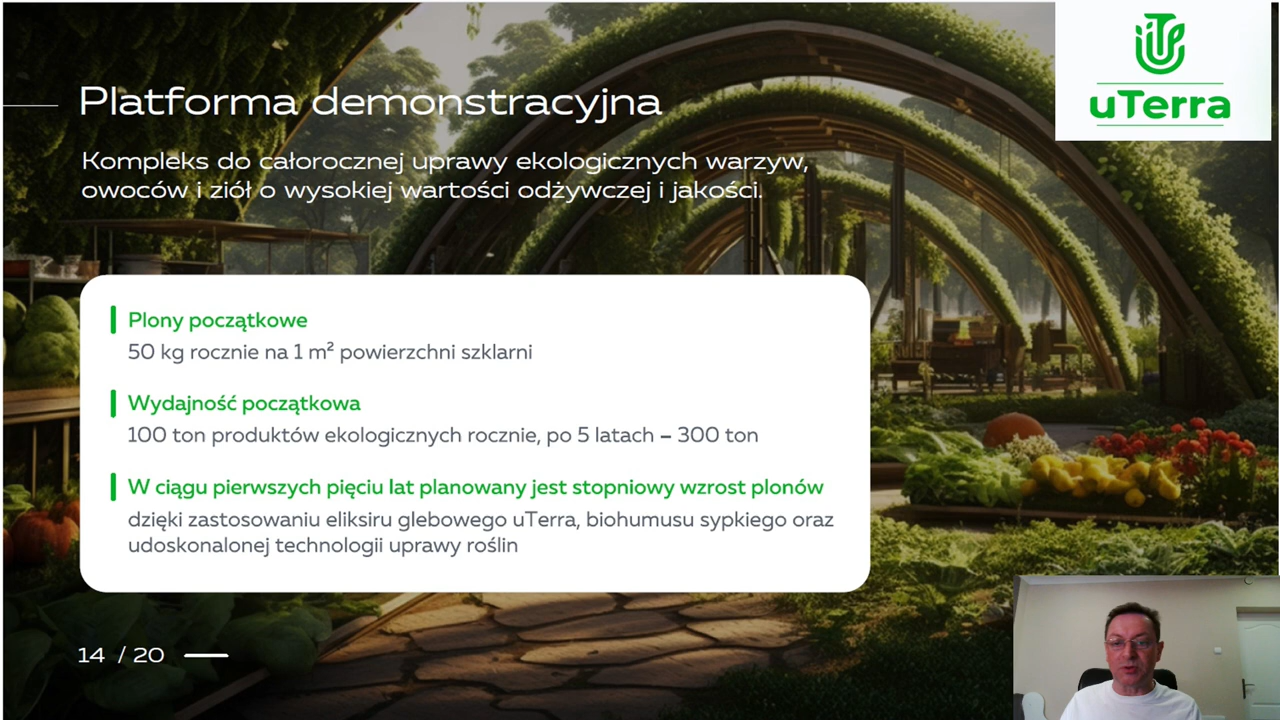 uTerra
Platforma demonstracyjna
Kompleks do całorocznej uprawy ekologicznych warzyw,
owoców i ziół o wysokiej wartości odżywczej i jakości.
Plony początkowe
50 kg rocznie na 1 m² powierzchni szklarni
Wydajność początkowa
100 ton produktów ekologicznych rocznie, po 5 latach – 300 ton
W ciągu pierwszych pięciu lat planowany jest stopniowy wzrost plonów
dzięki zastosowaniu eliksiru glebowego uTerra, biohumusu sypkiego oraz
udoskonalonej technologii uprawy roślin
14 / 20